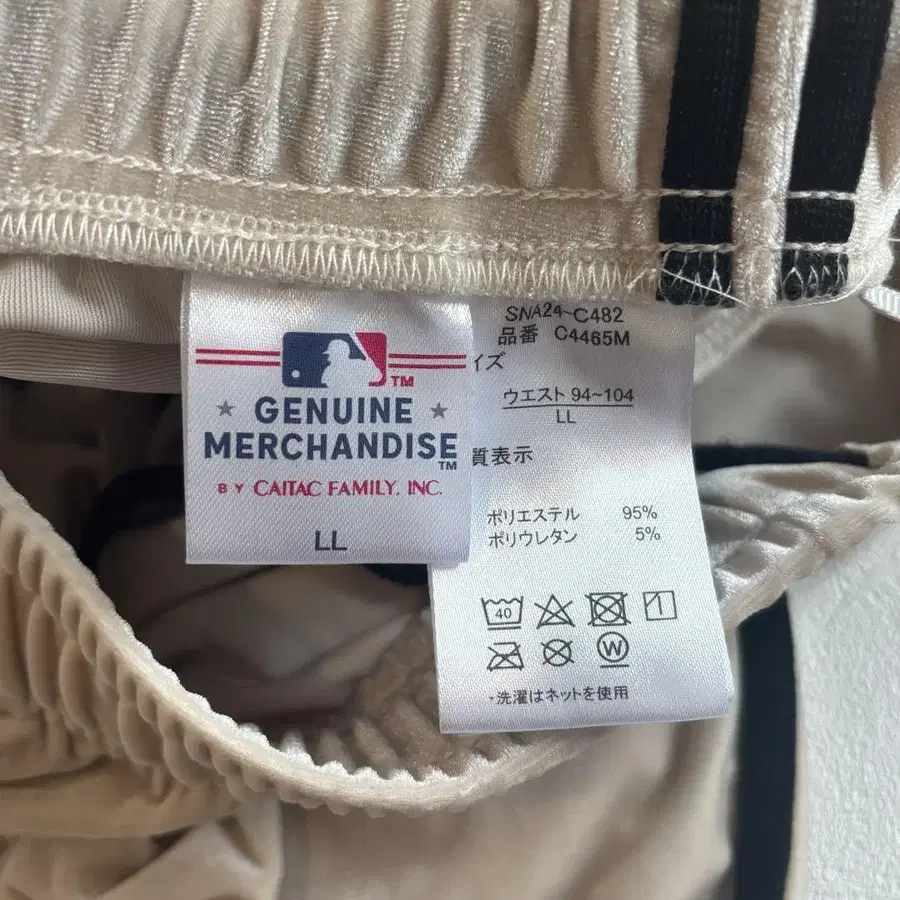 TM
GENUINE
MERCHANDISE
TM
BY CAITAC FAMILY, INC.
LL
SNA24-C482
品番 C4465M
イズ
ウエスト 94~104
LL
質表示
ポリエステル 95%
ポリウレタン 5%
40
W
・洗濯はネットを使用